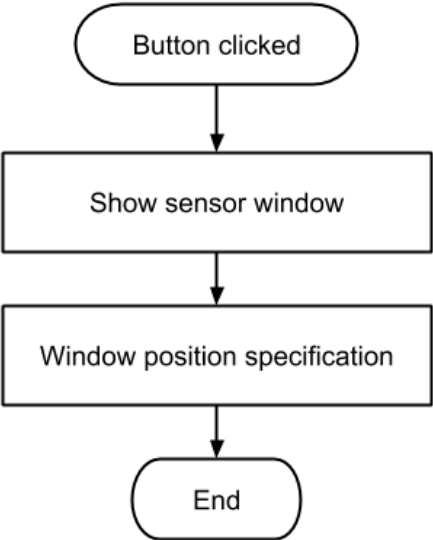 Button clicked
Show sensor window
Window position specification
End